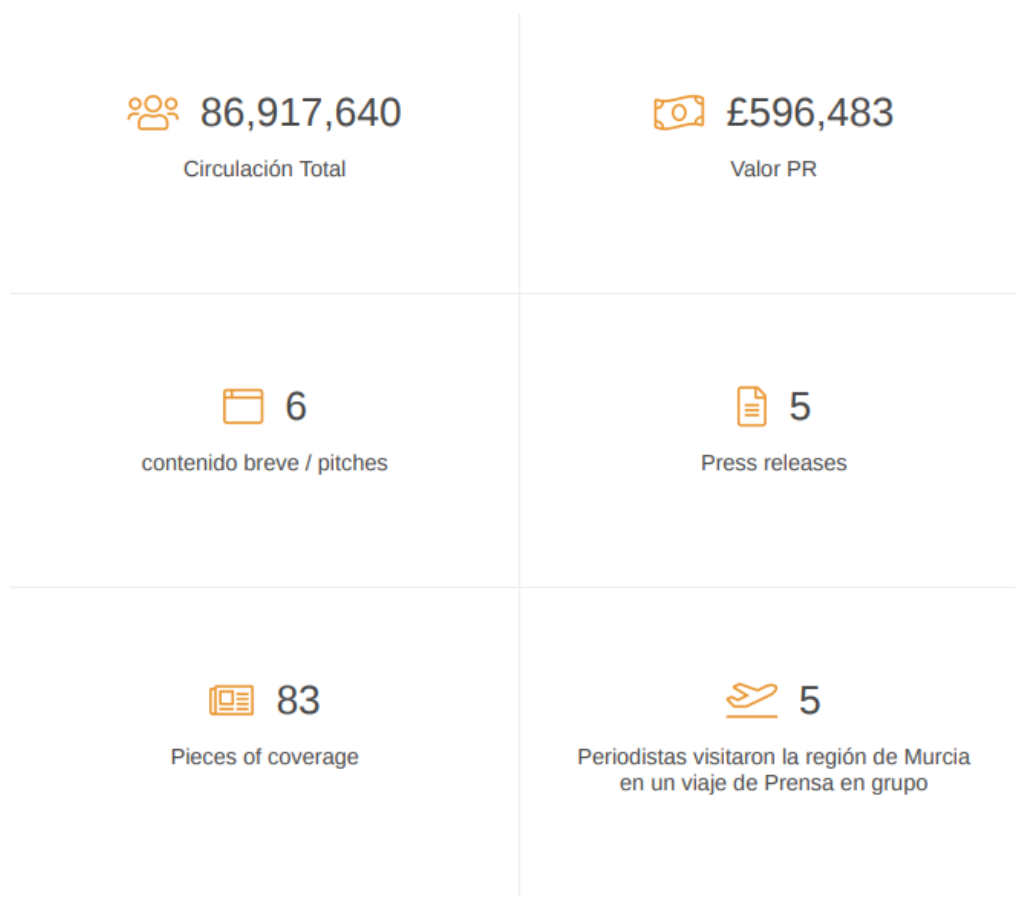 86,917,640
Circulación Total
£596,483
Valor PR
6
contenido breve / pitches
5
Press releases
83
Pieces of coverage
5
Periodistas visitaron la región de Murcia
en un viaje de Prensa en grupo